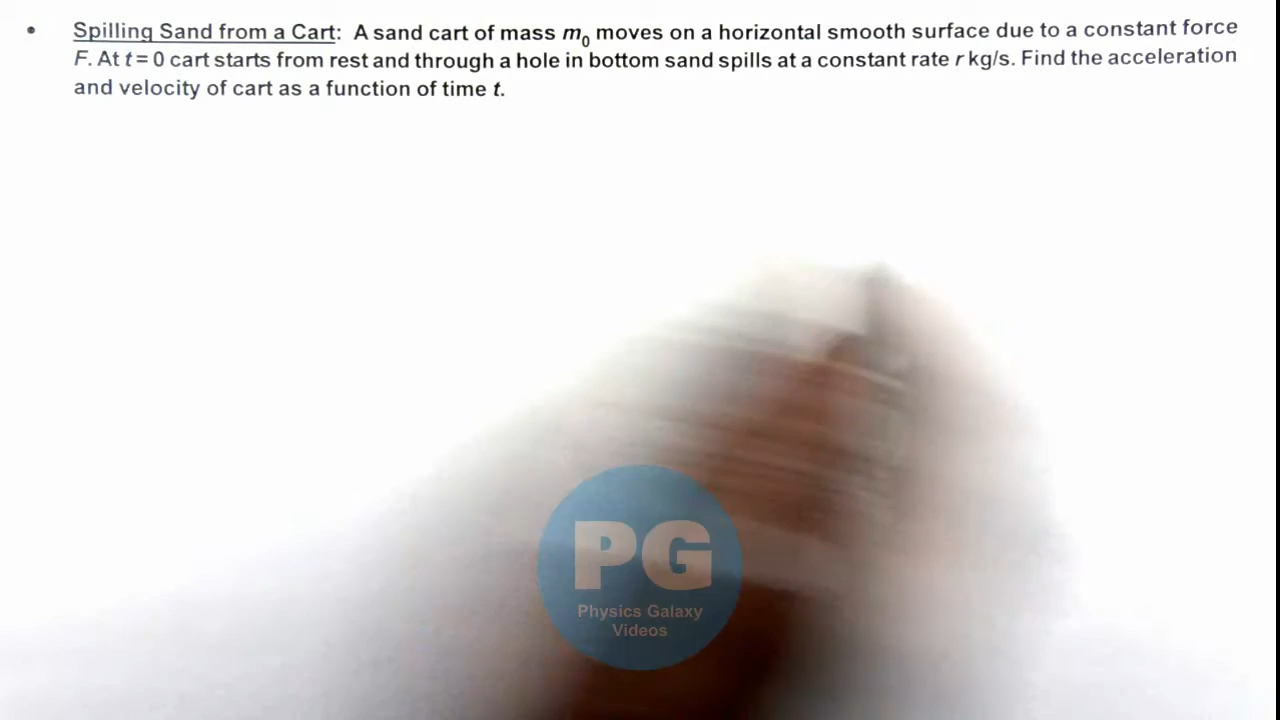 • Spilling Sand from a Cart: A sand cart of mass m₀ moves on a horizontal smooth surface due to a constant force
F. At t = 0 cart starts from rest and through a hole in bottom sand spills at a constant rate r kg/s. Find the acceleration
and velocity of cart as a function of time t.
PG
Physics Galaxy
Videos